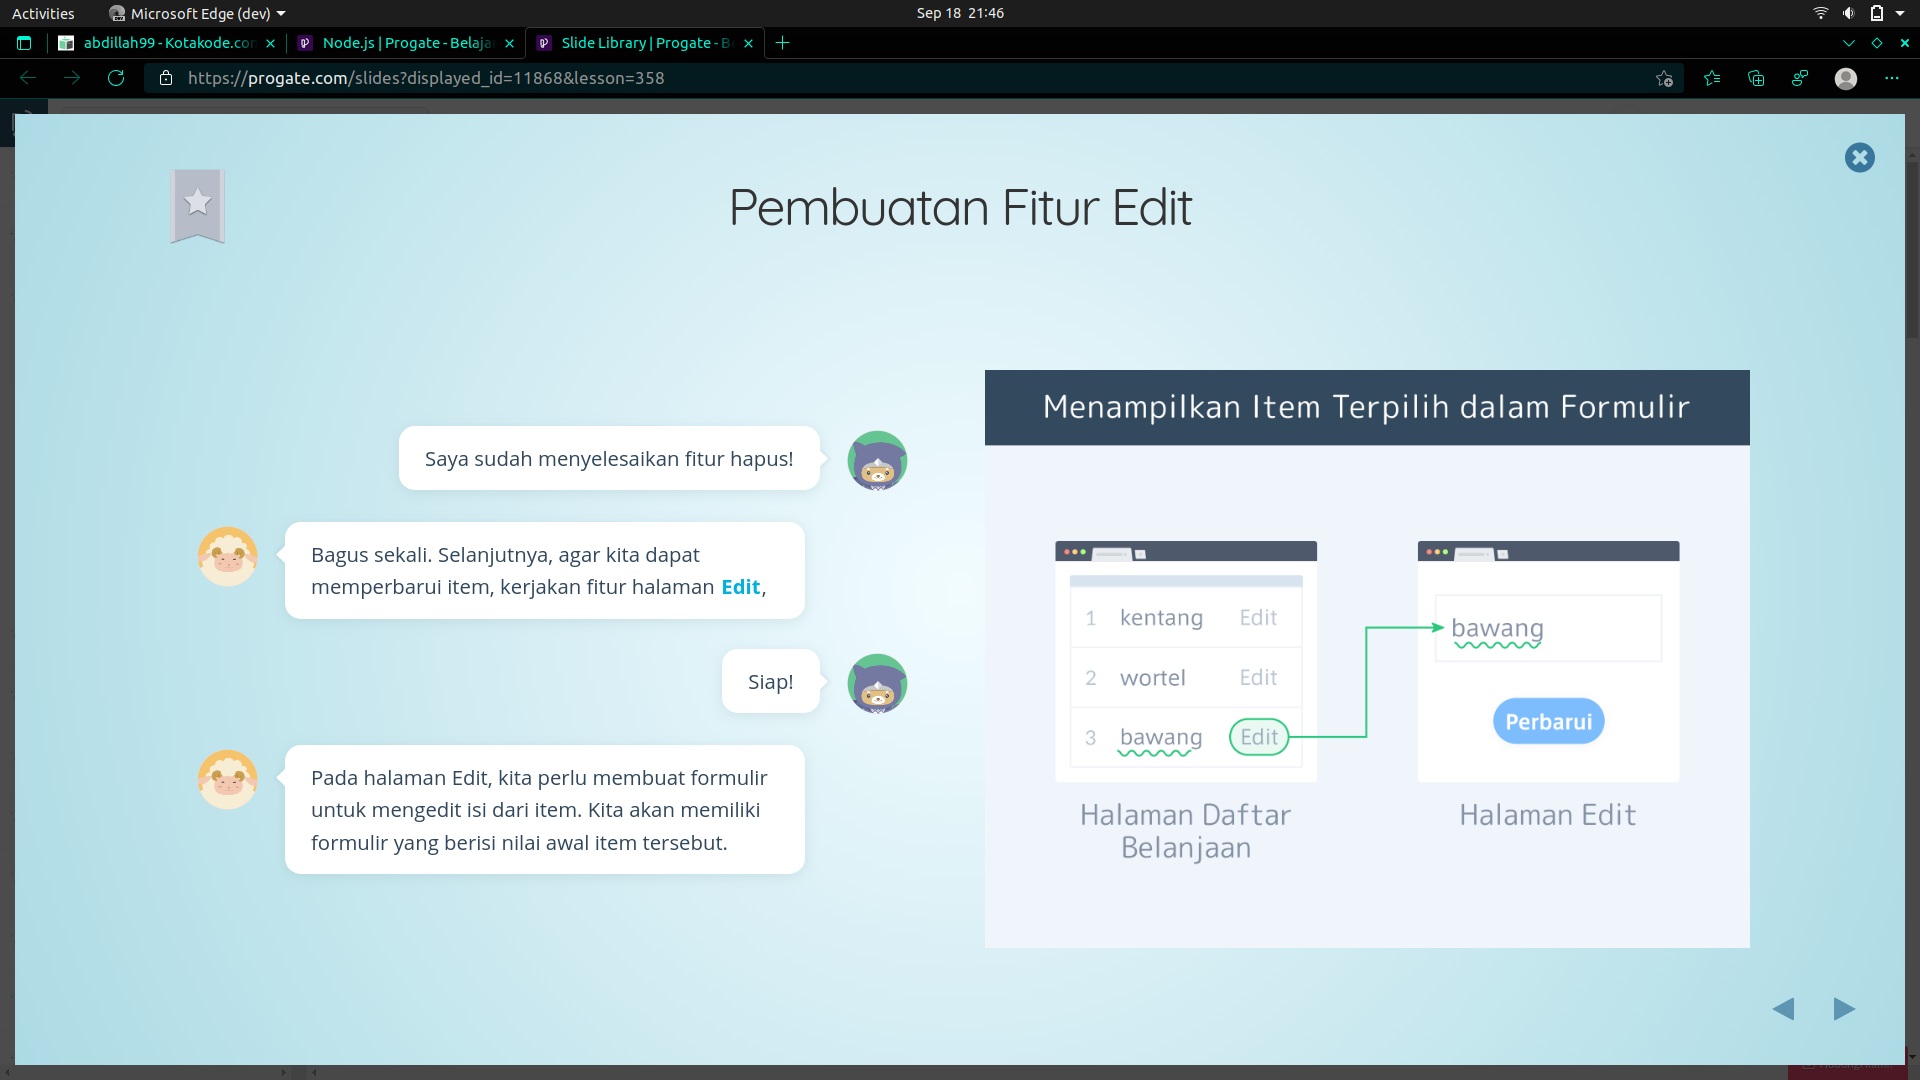 Activities
Microsoft Edge (dev)
Sep 18 21:46
abdillah99 - Kotakode.con
Node.js | Progate - Belaja
Slide Library | Progate - B
https://progate.com/slides?displayed_id=11868&lesson=358
Pembuatan Fitur Edit
Saya sudah menyelesaikan fitur hapus!
Bagus sekali. Selanjutnya, agar kita dapat
memperbarui item, kerjakan fitur halaman Edit,
Siap!
Pada halaman Edit, kita perlu membuat formulir
untuk mengedit isi dari item. Kita akan memiliki
formulir yang berisi nilai awal item tersebut.
Menampilkan Item Terpilih dalam Formulir
1 kentang Edit
2 wortel Edit
3 bawang Edit
Halaman Daftar
Belanjaan
bawang
Perbarui
Halaman Edit